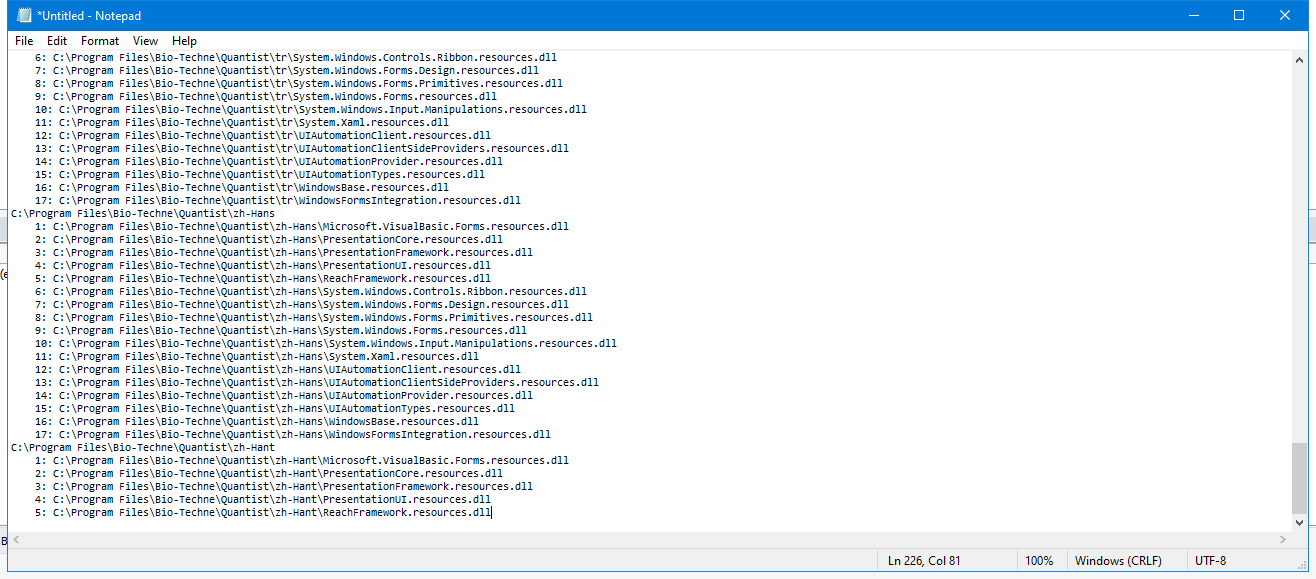 *Untitled - Notepad
File Edit Format View Help
6: C:\Program Files\Bio-Techne\Quantist\tr\System.Windows.Controls.Ribbon.resources.dll
7: C:\Program Files\Bio-Techne\Quantist\tr\System.Windows.Forms.Design.resources.dll
8: C:\Program Files\Bio-Techne\Quantist\tr\System.Windows.Forms.Primitives.resources.dll
9: C:\Program Files\Bio-Techne\Quantist\tr\System.Windows.Forms.resources.dll
10: C:\Program Files\Bio-Techne\Quantist\tr\System.Windows.Input.Manipulations.resources.dll
11: C:\Program Files\Bio-Techne\Quantist\tr\System.Xaml.resources.dll
12: C:\Program Files\Bio-Techne\Quantist\tr\UIAutomationClient.resources.dll
13: C:\Program Files\Bio-Techne\Quantist\tr\UIAutomationClientSideProviders.resources.dll
14: C:\Program Files\Bio-Techne\Quantist\tr\UIAutomationProvider.resources.dll
15: C:\Program Files\Bio-Techne\Quantist\tr\UIAutomationTypes.resources.dll
16: C:\Program Files\Bio-Techne\Quantist\tr\WindowsBase.resources.dll
17: C:\Program Files\Bio-Techne\Quantist\tr\WindowsFormsIntegration.resources.dll
C:\Program Files\Bio-Techne\Quantist\zh-Hans
1: C:\Program Files\Bio-Techne\Quantist\zh-Hans\Microsoft.VisualBasic.Forms.resources.dll
2: C:\Program Files\Bio-Techne\Quantist\zh-Hans\PresentationCore.resources.dll
3: C:\Program Files\Bio-Techne\Quantist\zh-Hans\PresentationFramework.resources.dll
4: C:\Program Files\Bio-Techne\Quantist\zh-Hans\PresentationUI.resources.dll
5: C:\Program Files\Bio-Techne\Quantist\zh-Hans\ReachFramework.resources.dll
6: C:\Program Files\Bio-Techne\Quantist\zh-Hans\System.Windows.Controls.Ribbon.resources.dll
7: C:\Program Files\Bio-Techne\Quantist\zh-Hans\System.Windows.Forms.Design.resources.dll
8: C:\Program Files\Bio-Techne\Quantist\zh-Hans\System.Windows.Forms.Primitives.resources.dll
9: C:\Program Files\Bio-Techne\Quantist\zh-Hans\System.Windows.Forms.resources.dll
10: C:\Program Files\Bio-Techne\Quantist\zh-Hans\System.Windows.Input.Manipulations.resources.dll
11: C:\Program Files\Bio-Techne\Quantist\zh-Hans\System.Xaml.resources.dll
12: C:\Program Files\Bio-Techne\Quantist\zh-Hans\UIAutomationClient.resources.dll
13: C:\Program Files\Bio-Techne\Quantist\zh-Hans\UIAutomationClientSideProviders.resources.dll
14: C:\Program Files\Bio-Techne\Quantist\zh-Hans\UIAutomationProvider.resources.dll
15: C:\Program Files\Bio-Techne\Quantist\zh-Hans\UIAutomationTypes.resources.dll
16: C:\Program Files\Bio-Techne\Quantist\zh-Hans\WindowsBase.resources.dll
17: C:\Program Files\Bio-Techne\Quantist\zh-Hans\WindowsFormsIntegration.resources.dll
C:\Program Files\Bio-Techne\Quantist\zh-Hant
1: C:\Program Files\Bio-Techne\Quantist\zh-Hant\Microsoft.VisualBasic.Forms.resources.dll
2: C:\Program Files\Bio-Techne\Quantist\zh-Hant\PresentationCore.resources.dll
3: C:\Program Files\Bio-Techne\Quantist\zh-Hant\PresentationFramework.resources.dll
4: C:\Program Files\Bio-Techne\Quantist\zh-Hant\PresentationUI.resources.dll
5: C:\Program Files\Bio-Techne\Quantist\zh-Hant\ReachFramework.resources.dll
Ln 226, Col 81 100% Windows (CRLF) UTF-8